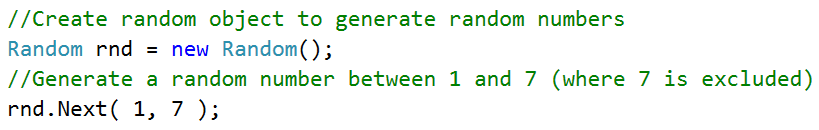 //Create random object to generate random numbers
Random rnd = new Random();
//Generate a random number between 1 and 7 (where 7 is excluded)
rnd.Next( 1, 7 );